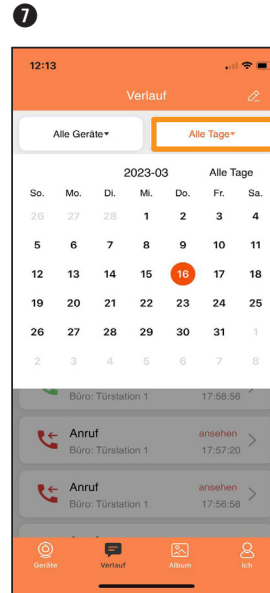 7
12:13
Verlauf
Alle Geräte▾ Alle Tage▾
2023-03 Alle Tage
So. Mo. Di. Mi. Do. Fr. Sa.
26 27 28 1 2 3 4
5 6 7 8 9 10 11
12 13 14 15 16 17 18
19 20 21 22 23 24 25
26 27 28 29 30 31 1
2 3 4 5 6 7 8
Büro: Türstation 1 17:58:56
Anruf ansehen
Büro: Türstation 1 17:57:20
Anruf ansehen
Büro: Türstation 1 17:56:58
Geräte Verlauf Album Ich